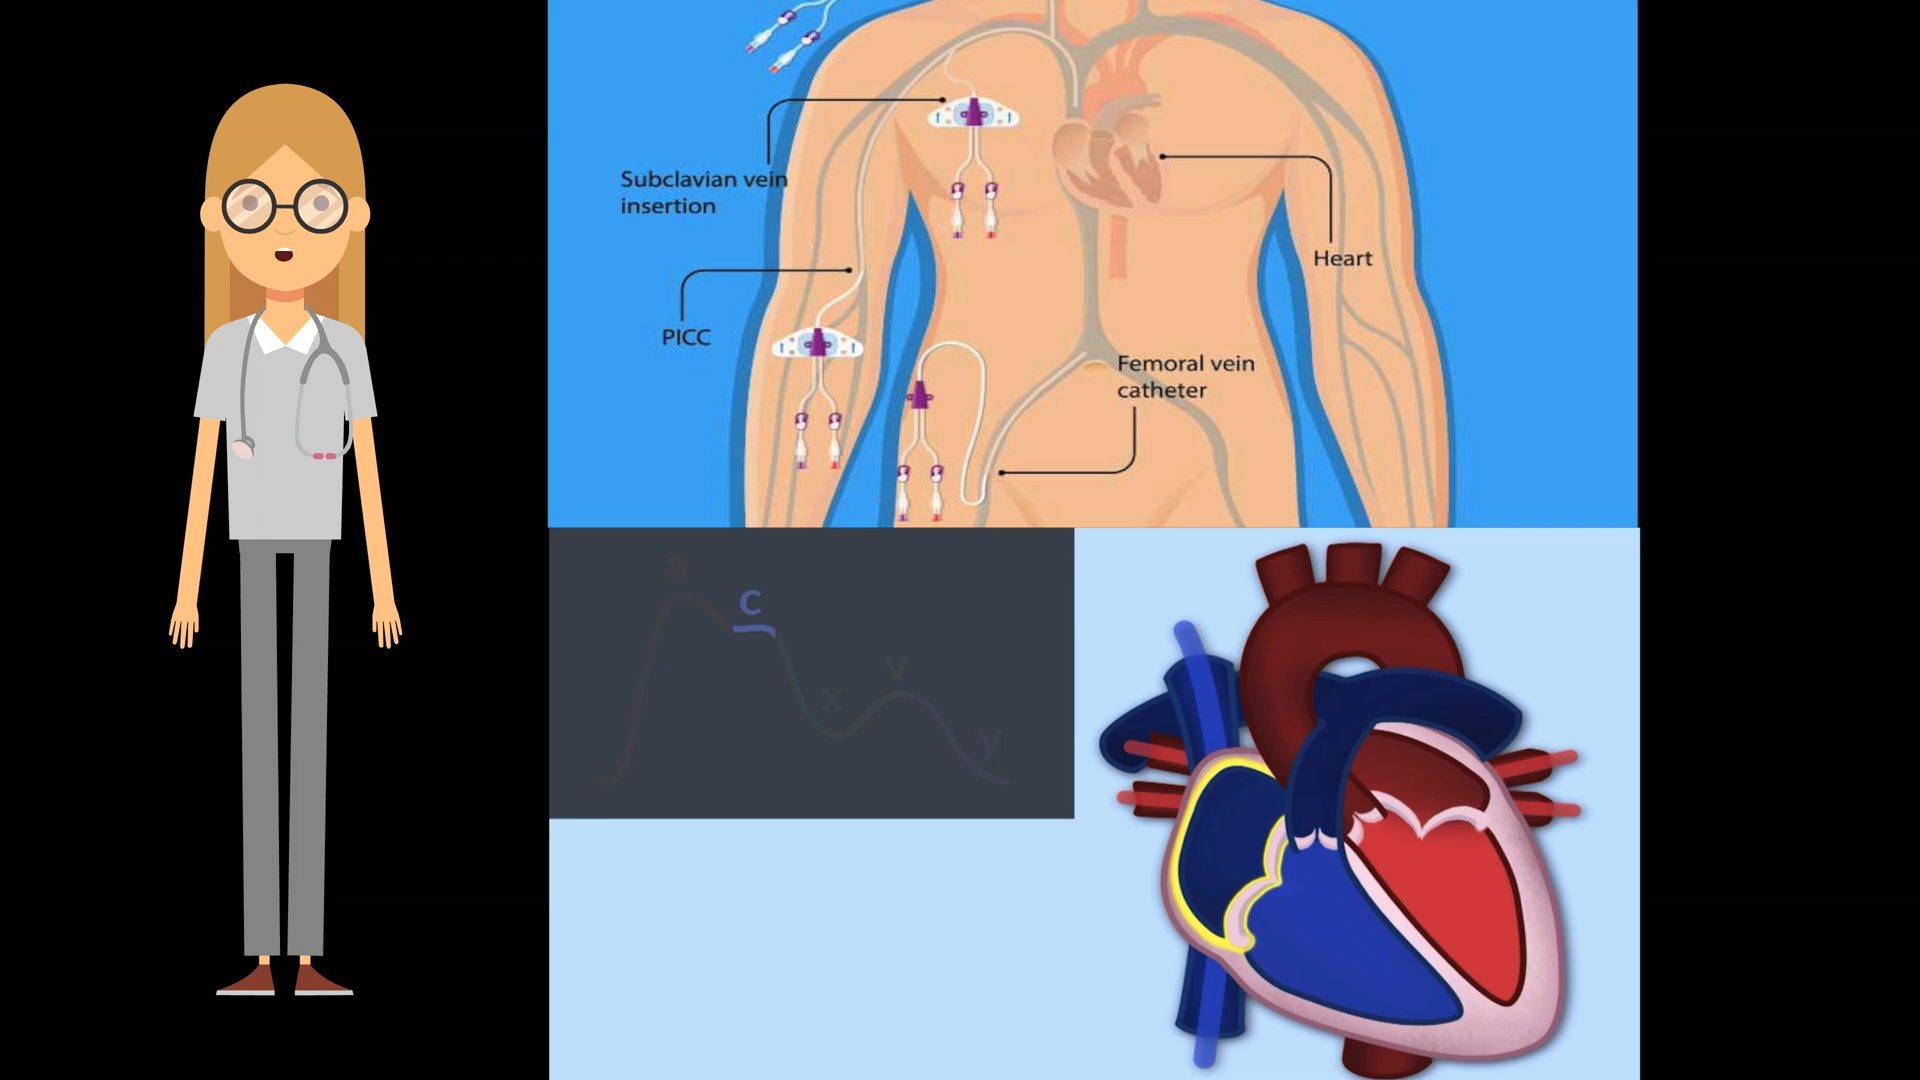 Subclavian vein
insertion
Heart
PICC
Femoral vein
catheter
a
c
v
x
y